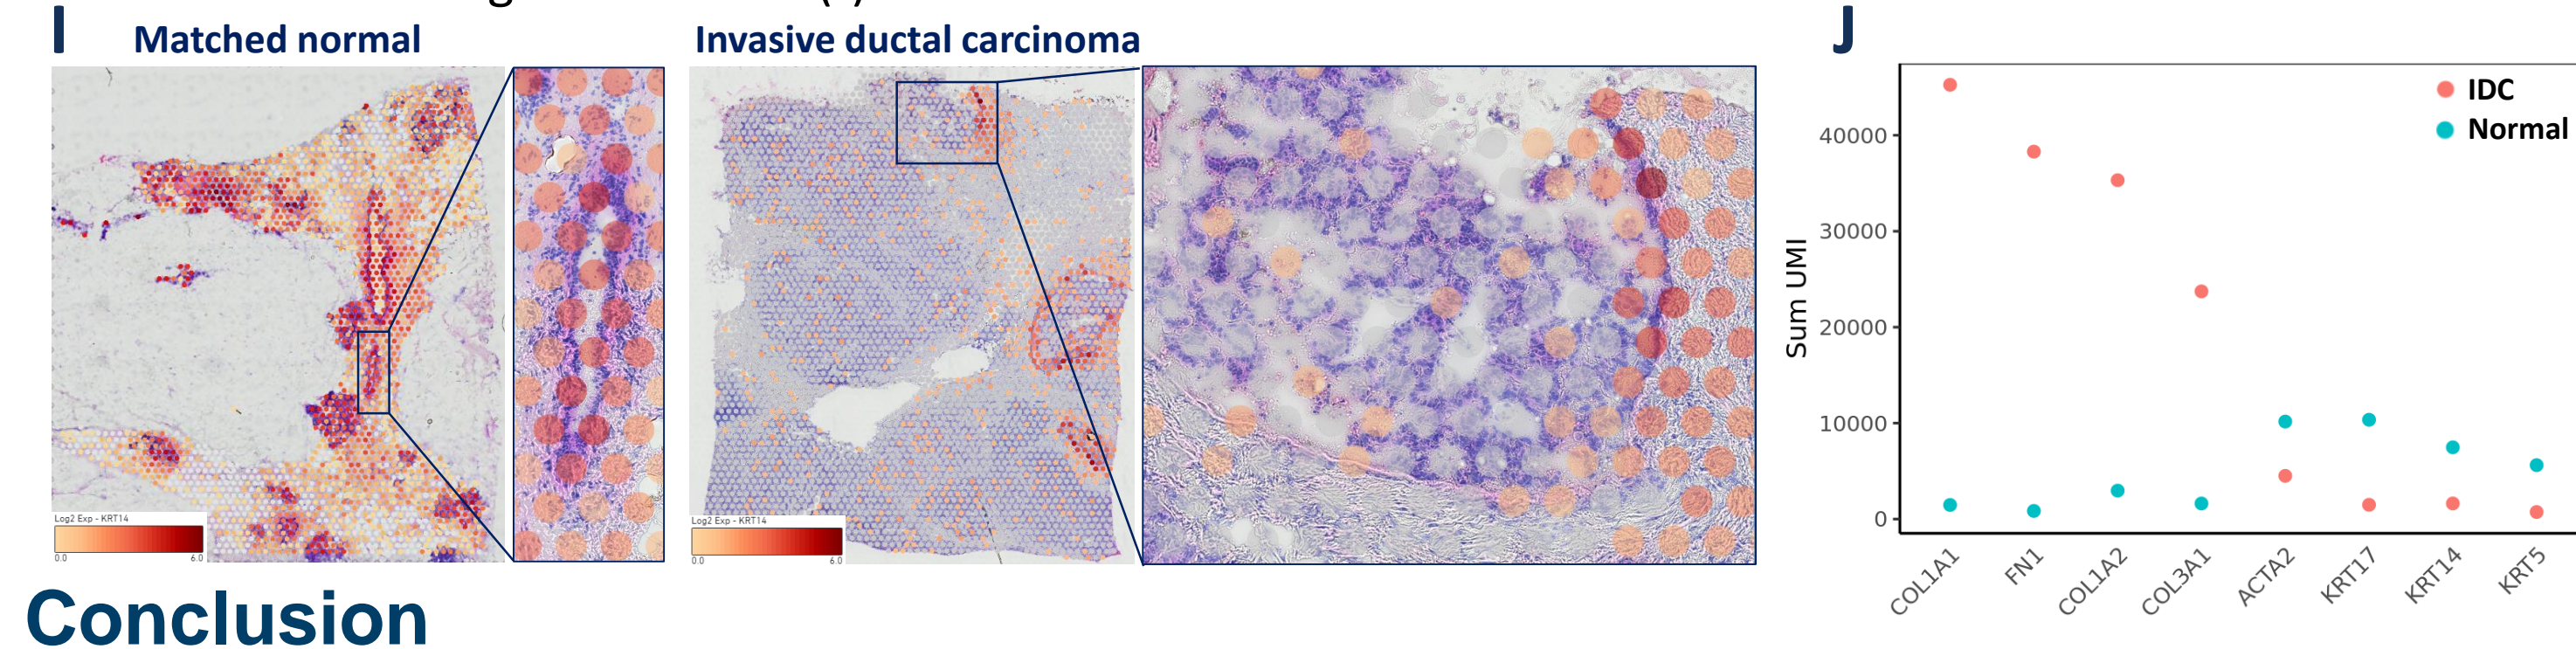 I
Matched normal
Invasive ductal carcinoma
Log2 Exp - KRT14
0.0 6.0
Log2 Exp - KRT14
0.0 6.0
J
IDC
Normal
Sum UMI
40000
30000
20000
10000
0
COL1A1 FN1 COL1A2 COL3A1 ACTA2 KRT17 KRT14 KRT5
Conclusion